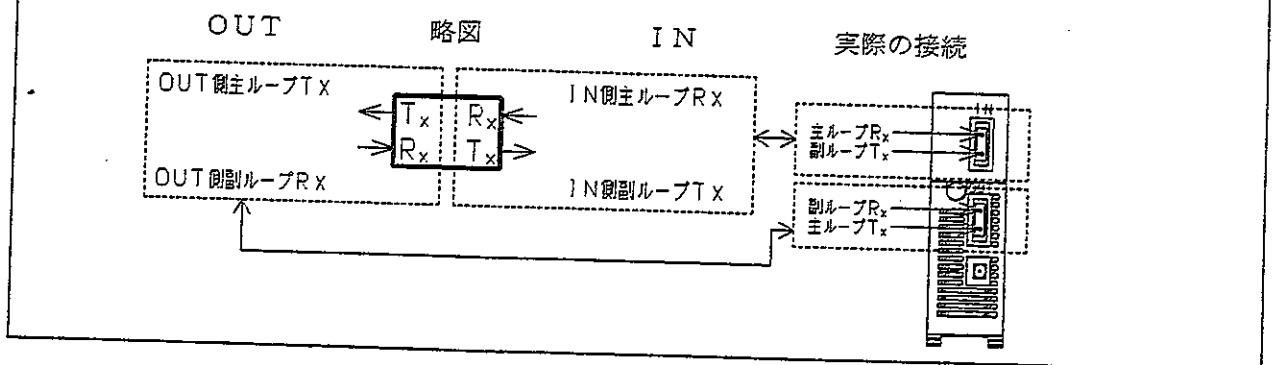 OUT 略図 IN 実際の接続
OUT側主ループTx
IN側主ループRx
Tx Rx
Rx Tx
OUT側副ループRx
IN側副ループTx
IN
主ループRx
副ループTx
副ループRx
主ループTx